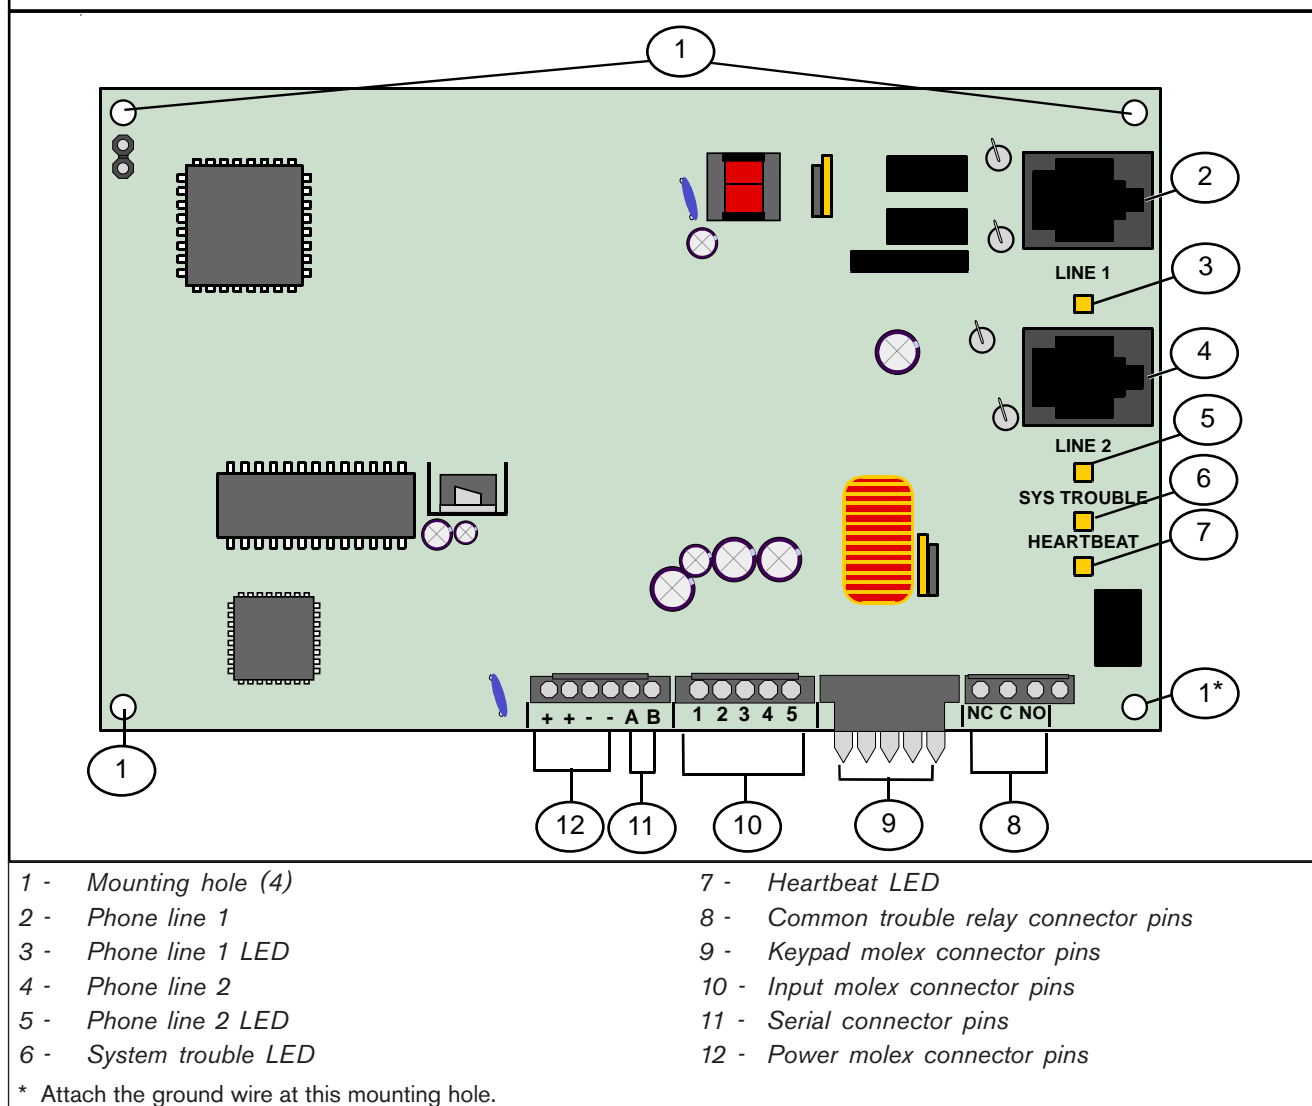 1
2
LINE 1
3
4
LINE 2
5
SYS TROUBLE
6
HEARTBEAT
7
1*
+ + - - A B
1 2 3 4 5
NC C NO
1
12
11
10
9
8
1 - Mounting hole (4)
2 - Phone line 1
3 - Phone line 1 LED
4 - Phone line 2
5 - Phone line 2 LED
6 - System trouble LED
7 - Heartbeat LED
8 - Common trouble relay connector pins
9 - Keypad molex connector pins
10 - Input molex connector pins
11 - Serial connector pins
12 - Power molex connector pins
* Attach the ground wire at this mounting hole.